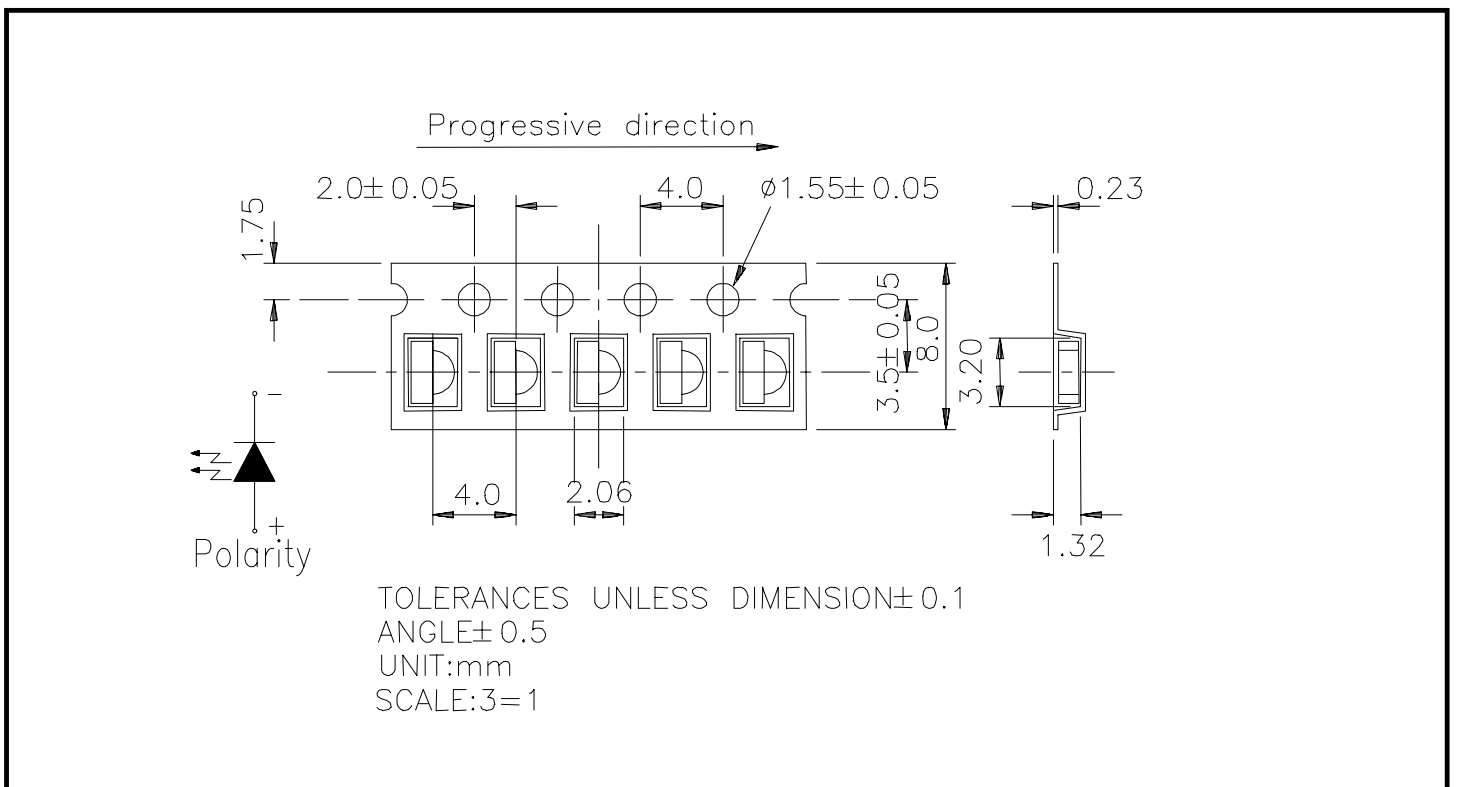 Progressive direction
2.0±0.05
4.0
ø1.55±0.05
0.23
1.75
3.5±0.05
8.0
3.20
-
4.0
2.06
+
Polarity
1.32
TOLERANCES UNLESS DIMENSION±0.1
ANGLE±0.5
UNIT:mm
SCALE:3=1